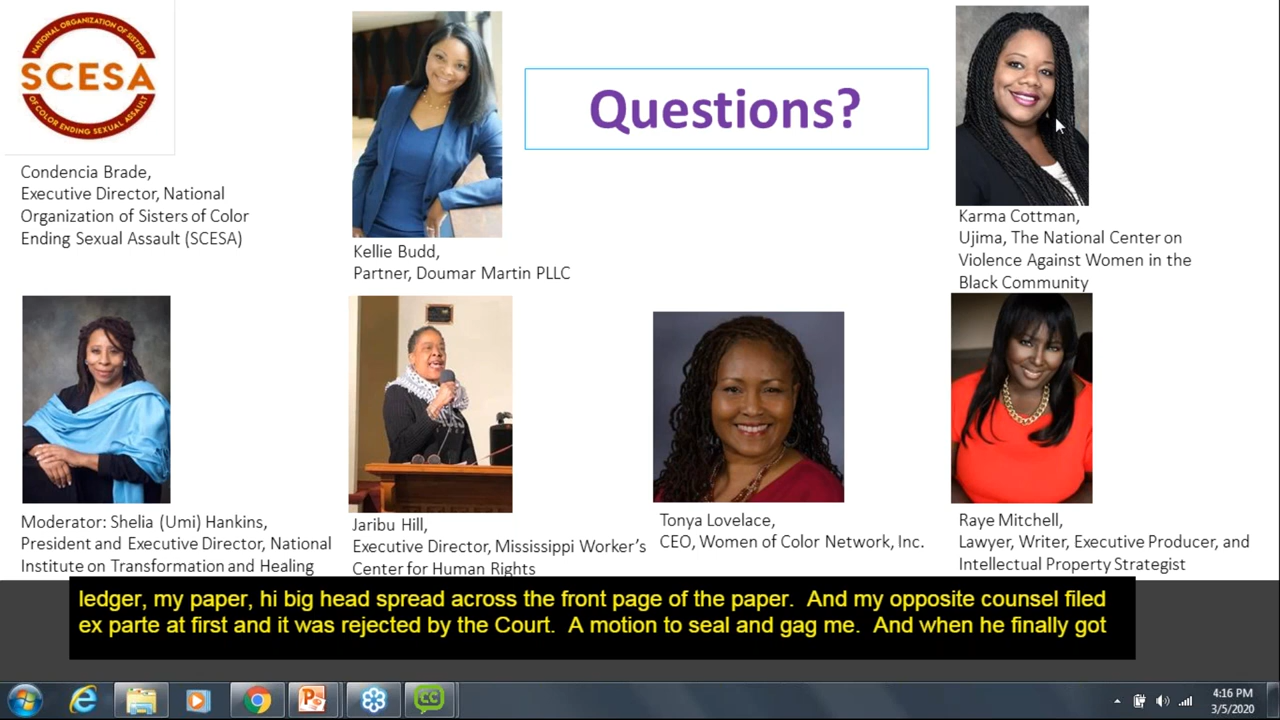 NATIONAL ORGANIZATION OF SISTERS
SCESA
OF COLOR ENDING SEXUAL ASSAULT
Questions?
Condencia Brade,
Executive Director, National
Organization of Sisters of Color
Ending Sexual Assault (SCESA)
Kellie Budd,
Partner, Doumar Martin PLLC
Karma Cottman,
Ujima, The National Center on
Violence Against Women in the
Black Community
Moderator: Shelia (Umi) Hankins,
President and Executive Director, National
Institute on Transformation and Healing
Jaribu Hill,
Executive Director, Mississippi Worker's
Center for Human Rights
Tonya Lovelace,
CEO, Women of Color Network, Inc.
Raye Mitchell,
Lawyer, Writer, Executive Producer, and
Intellectual Property Strategist
ledger, my paper, hi big head spread across the front page of the paper.  And my opposite counsel filed
ex parte at first and it was rejected by the Court.  A motion to seal and gag me.  And when he finally got
4:16 PM
3/5/2020